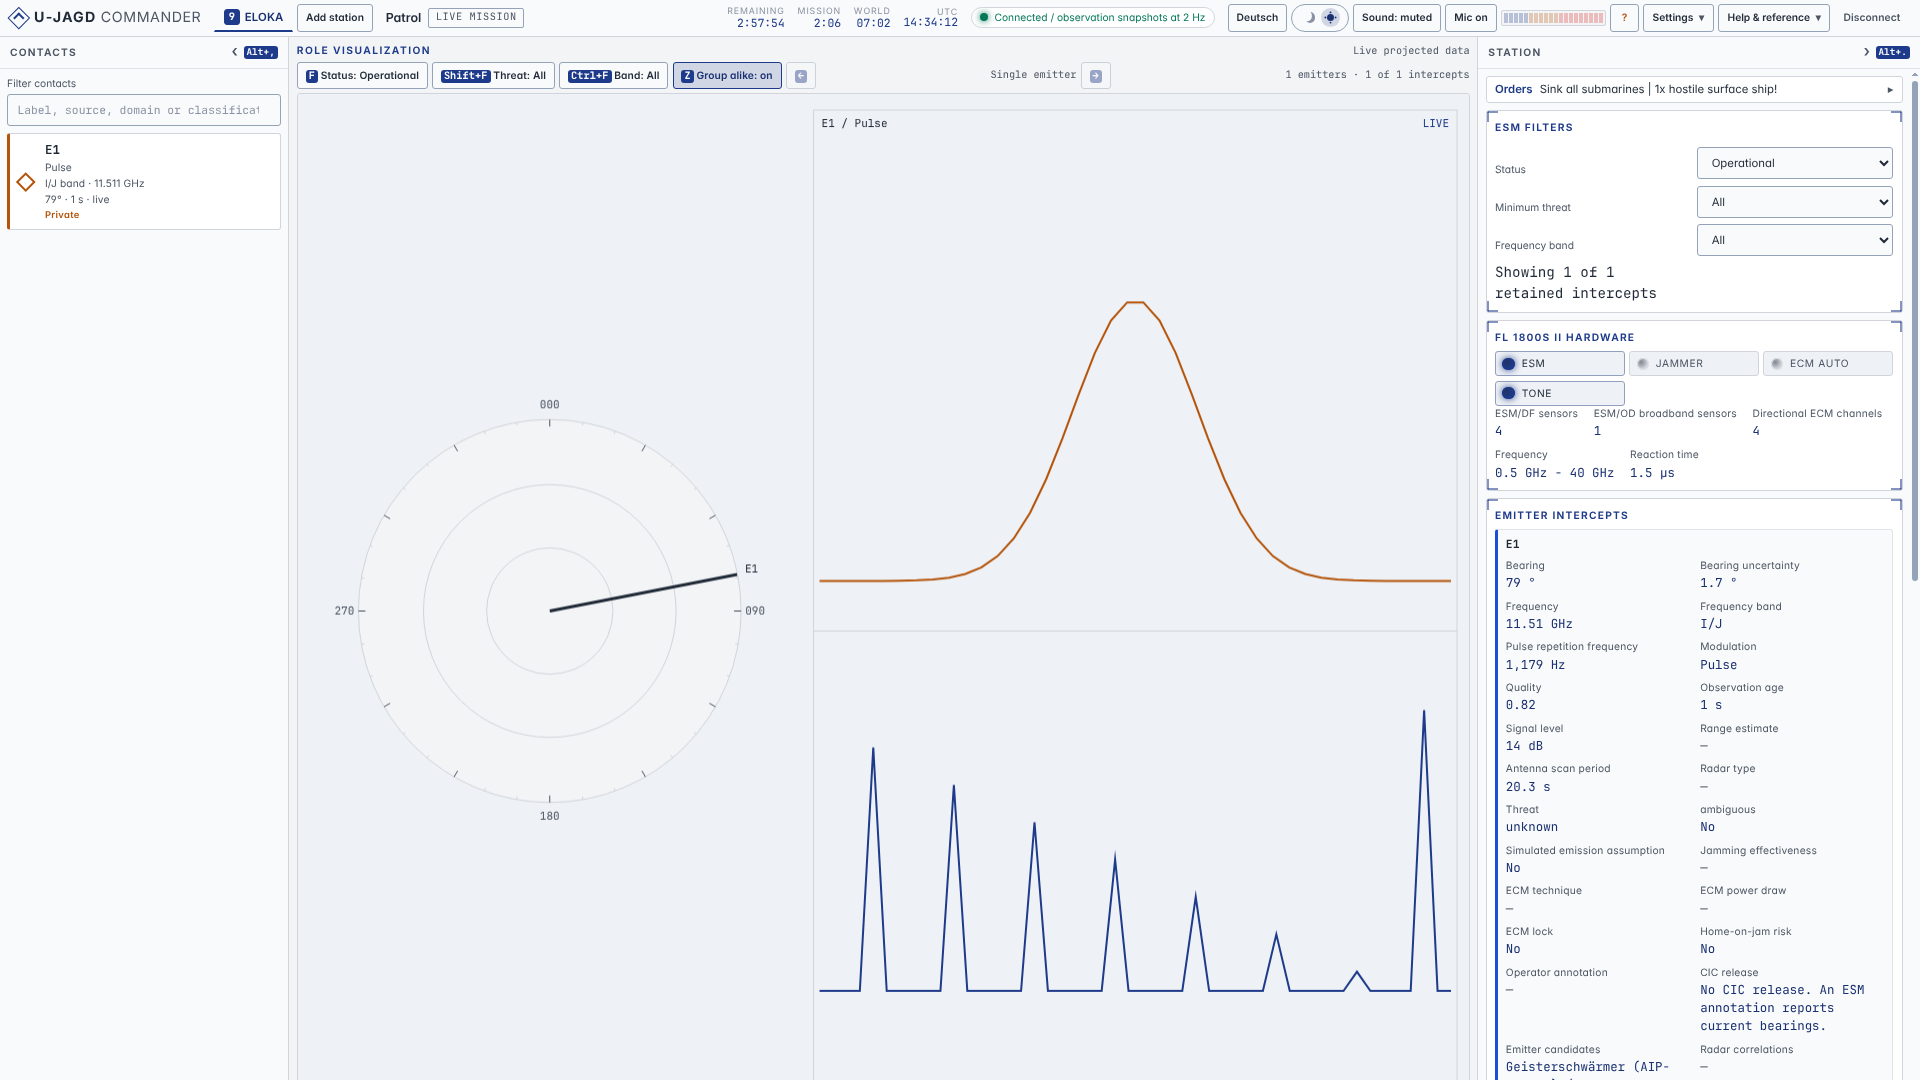 U-JAGD COMMANDER
9 ELOKA
Add station
Patrol
LIVE MISSION
REMAINING
2:57:54
MISSION
2:06
WORLD
07:02
UTC
14:34:12
Connected / observation snapshots at 2 Hz
Deutsch
Sound: muted
Mic on
?
Settings ▾
Help & reference ▾
Disconnect
CONTACTS
Alt+,
Filter contacts
Label, source, domain or classificat
E1
Pulse
I/J band · 11.511 GHz
79° · 1 s · live
Private
ROLE VISUALIZATION
Live projected data
F Status: Operational
Shift+F Threat: All
Ctrl+F Band: All
Z Group alike: on
←
Single emitter
→
1 emitters · 1 of 1 intercepts
000
E1
090
180
270
E1 / Pulse
LIVE
STATION
Alt+.
Orders Sink all submarines | 1x hostile surface ship!
ESM FILTERS
Status
Operational
Minimum threat
All
Frequency band
All
Showing 1 of 1
retained intercepts
FL 1800S II HARDWARE
ESM
JAMMER
ECM AUTO
TONE
ESM/DF sensors
4
ESM/OD broadband sensors
1
Directional ECM channels
4
Frequency
0.5 GHz - 40 GHz
Reaction time
1.5 µs
EMITTER INTERCEPTS
E1
Bearing
79 °
Bearing uncertainty
1.7 °
Frequency
11.51 GHz
Frequency band
I/J
Pulse repetition frequency
1,179 Hz
Modulation
Pulse
Quality
0.82
Observation age
1 s
Signal level
14 dB
Range estimate
—
Antenna scan period
20.3 s
Radar type
—
Threat
unknown
ambiguous
No
Simulated emission assumption
No
Jamming effectiveness
—
ECM technique
—
ECM power draw
—
ECM lock
No
Home-on-jam risk
No
Operator annotation
—
CIC release
No CIC release. An ESM
annotation reports
current bearings.
Emitter candidates
Geisterschwärmer (AIP-
Radar correlations
—